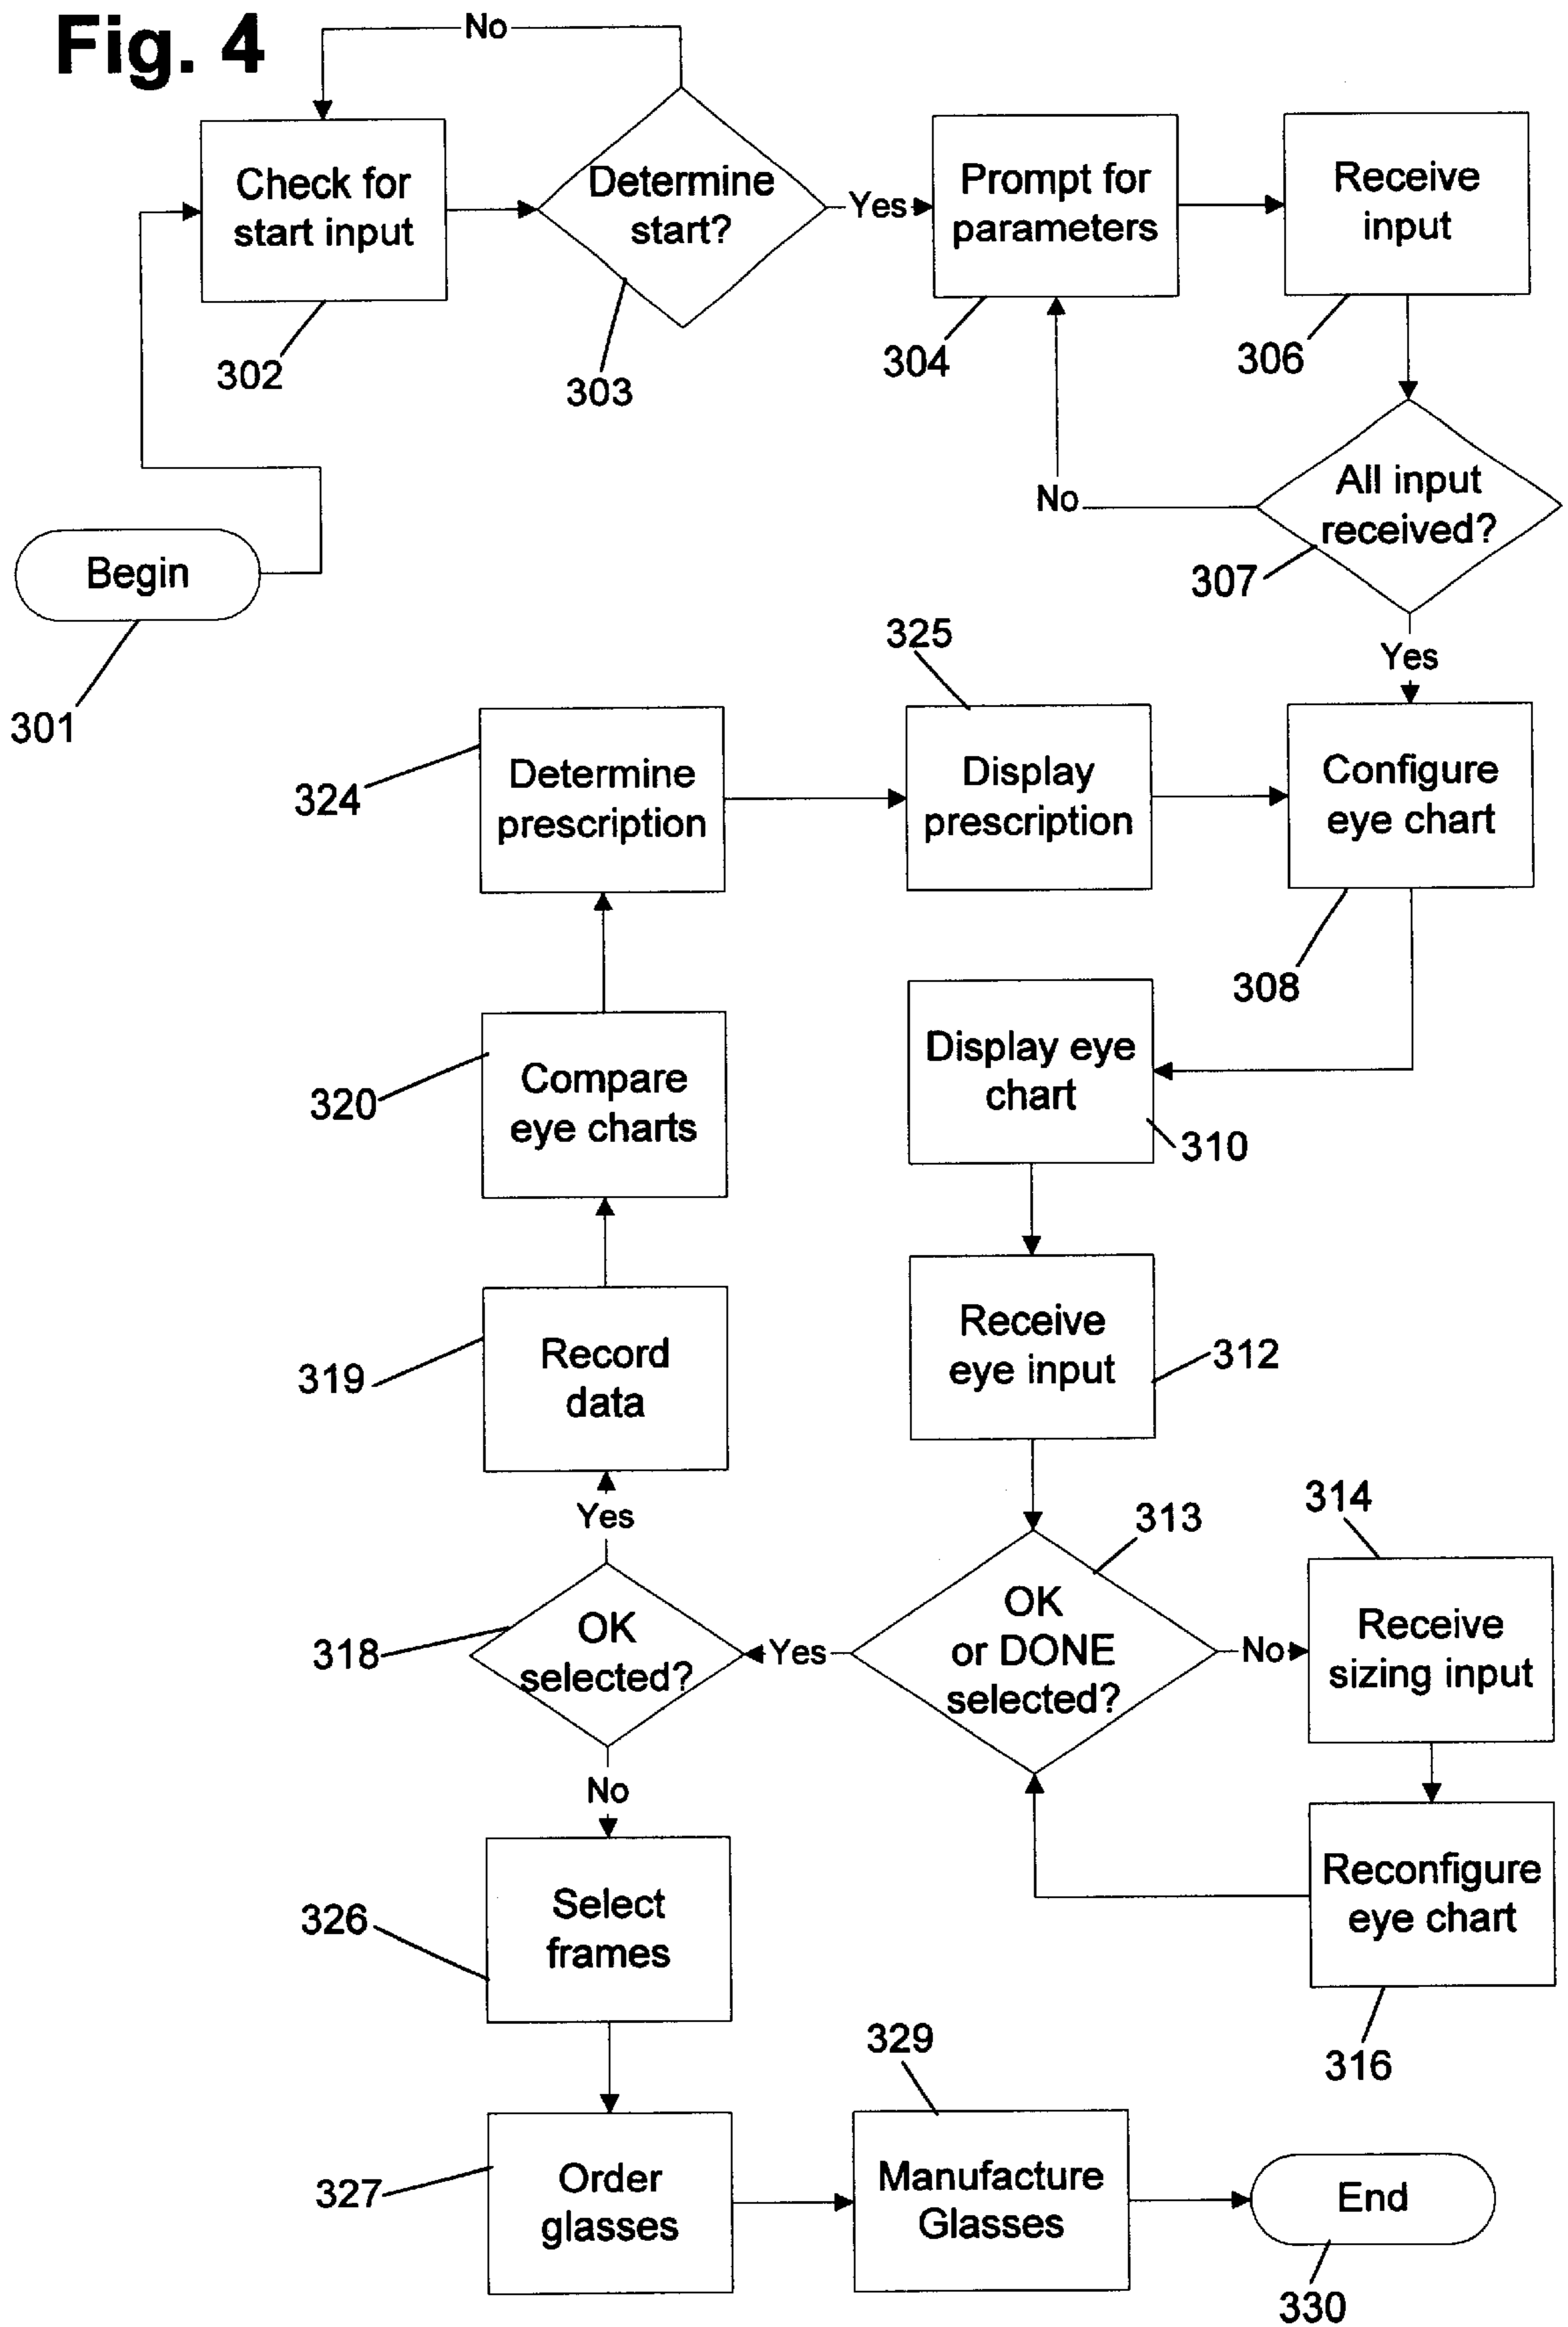 Fig. 4
No
Check for
start input
302
Determine
start?
303
Yes
Prompt for
parameters
304
Receive
input
306
No
All input
received?
307
Yes
Begin
301
325
324
Determine
prescription
Display
prescription
Configure
eye chart
308
Display eye
chart
310
320
Compare
eye charts
Receive
eye input
312
319
Record
data
Yes
313
314
318
OK
selected?
Yes
OK
or DONE
selected?
No
Receive
sizing input
No
Reconfigure
eye chart
316
326
Select
frames
329
327
Order
glasses
Manufacture
Glasses
End
330